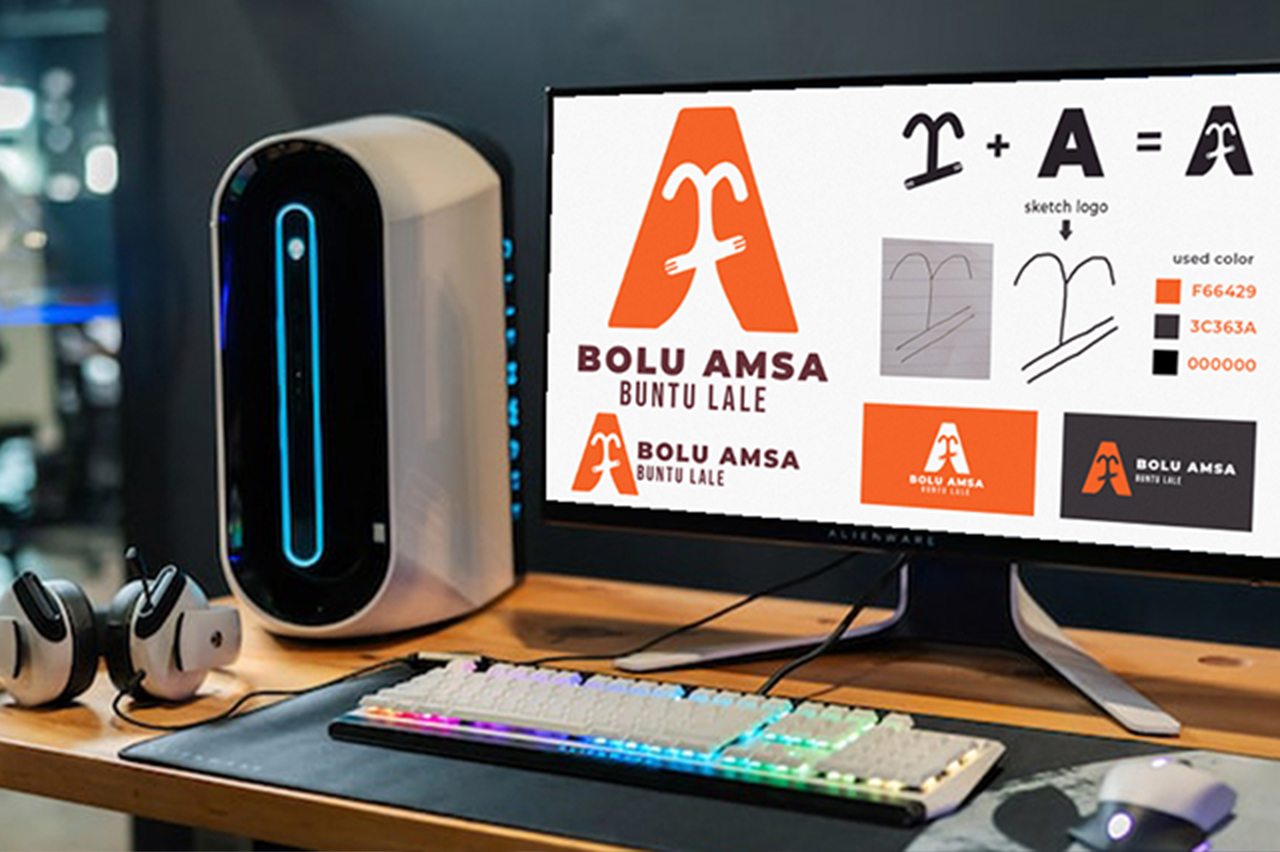 BOLU AMSA
BUNTU LALE
BOLU AMSA
BUNTU LALE
+ A = A
sketch logo
used color
F66429
3C363A
000000
BOLU AMSA
BUNTU LALE
BOLU AMSA
BUNTU LALE
ALIENWARE